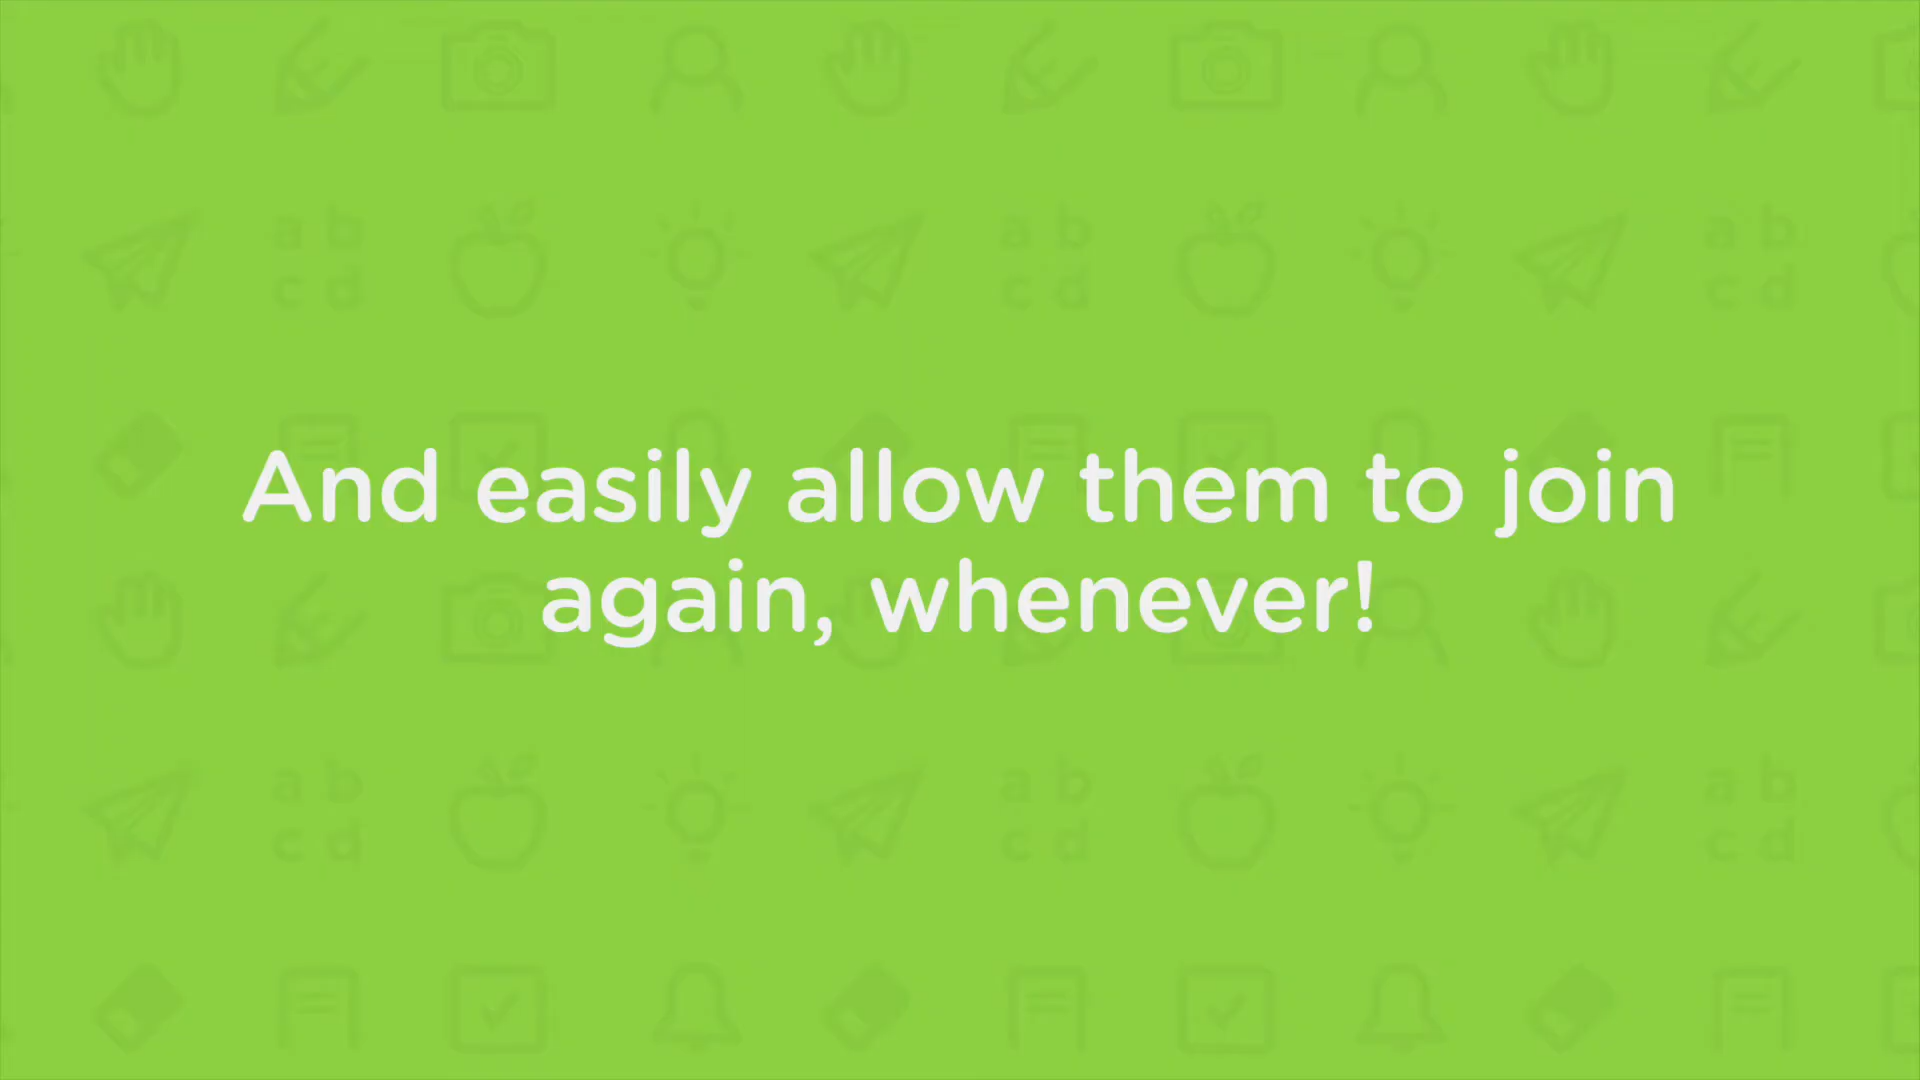 And easily allow them to join
again, whenever!
a b a b a b
c d c d c d
a b a b a b
c d c d c d